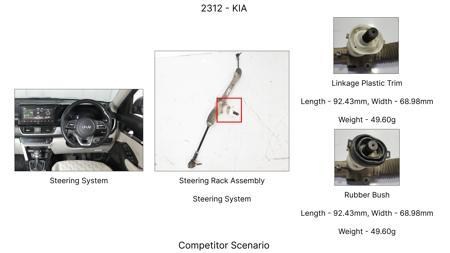 2312 - KIA
Linkage Plastic Trim
Length - 92.43mm, Width - 68.98mm
Weight - 49.60g
Steering System
Steering Rack Assembly
Steering System
Rubber Bush
Length - 92.43mm, Width - 68.98mm
Weight - 49.60g
Competitor Scenario